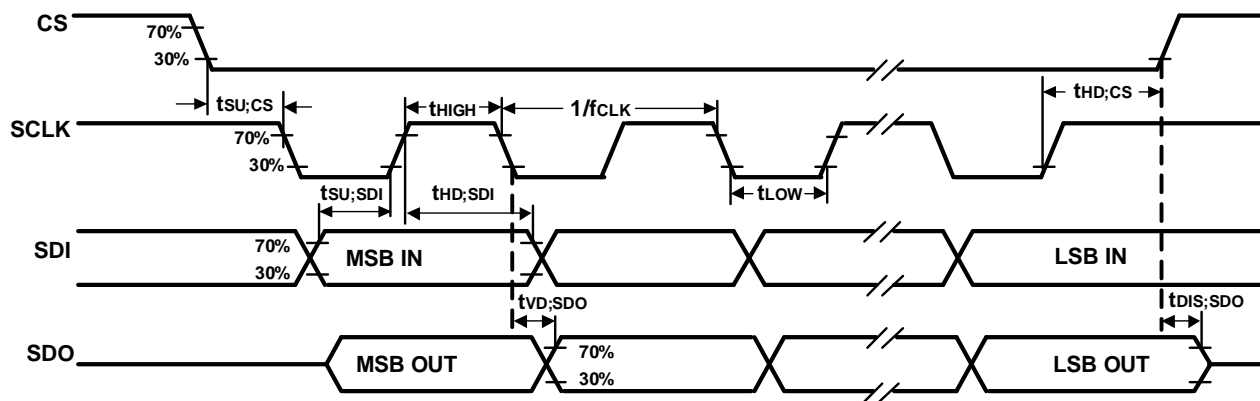 CS
70%
30%
tSU;CS
tHIGH
1/fCLK
tHD;CS
SCLK
70%
30%
tSU;SDI
tHD;SDI
tLOW
SDI
70%
30%
MSB IN
LSB IN
tVD;SDO
tDIS;SDO
SDO
MSB OUT
70%
30%
LSB OUT